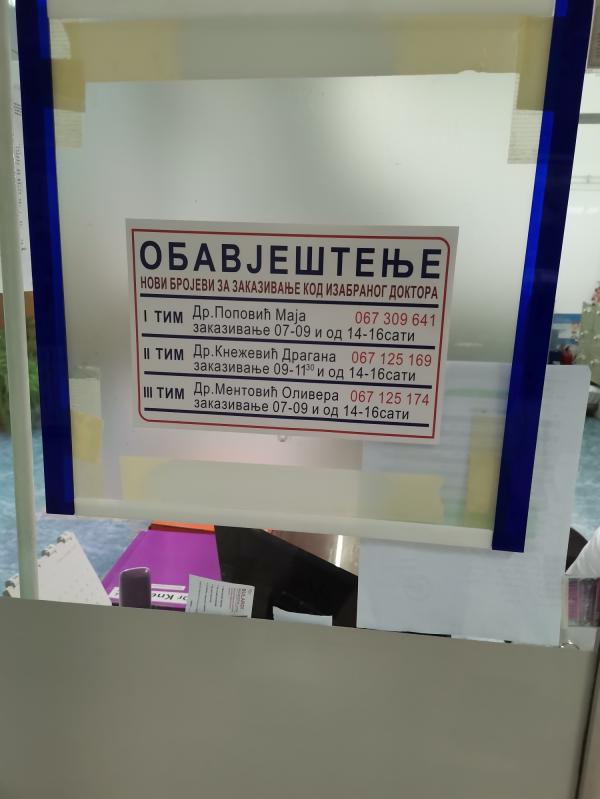 ОБАВЈЕШТЕЊЕ
НОВИ БРОЈЕВИ ЗА ЗАКАЗИВАЊЕ КОД ИЗАБРАНОГ ДОКТОРА
I ТИМ Др.Поповић Маја 067 309 641
заказивање 07-09 и од 14-16сати
II ТИМ Др.Кнежевић Драгана 067 125 169
заказивање 09-11³⁰ и од 14-16сати
III ТИМ Др.Ментовић Оливера 067 125 174
заказивање 07-09 и од 14-16сати
or Kne